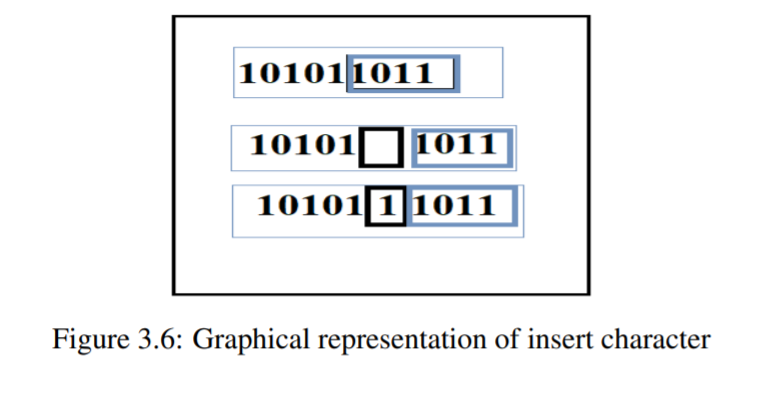 101011011
10101 1011
10101 1 1011
Figure 3.6: Graphical representation of insert character